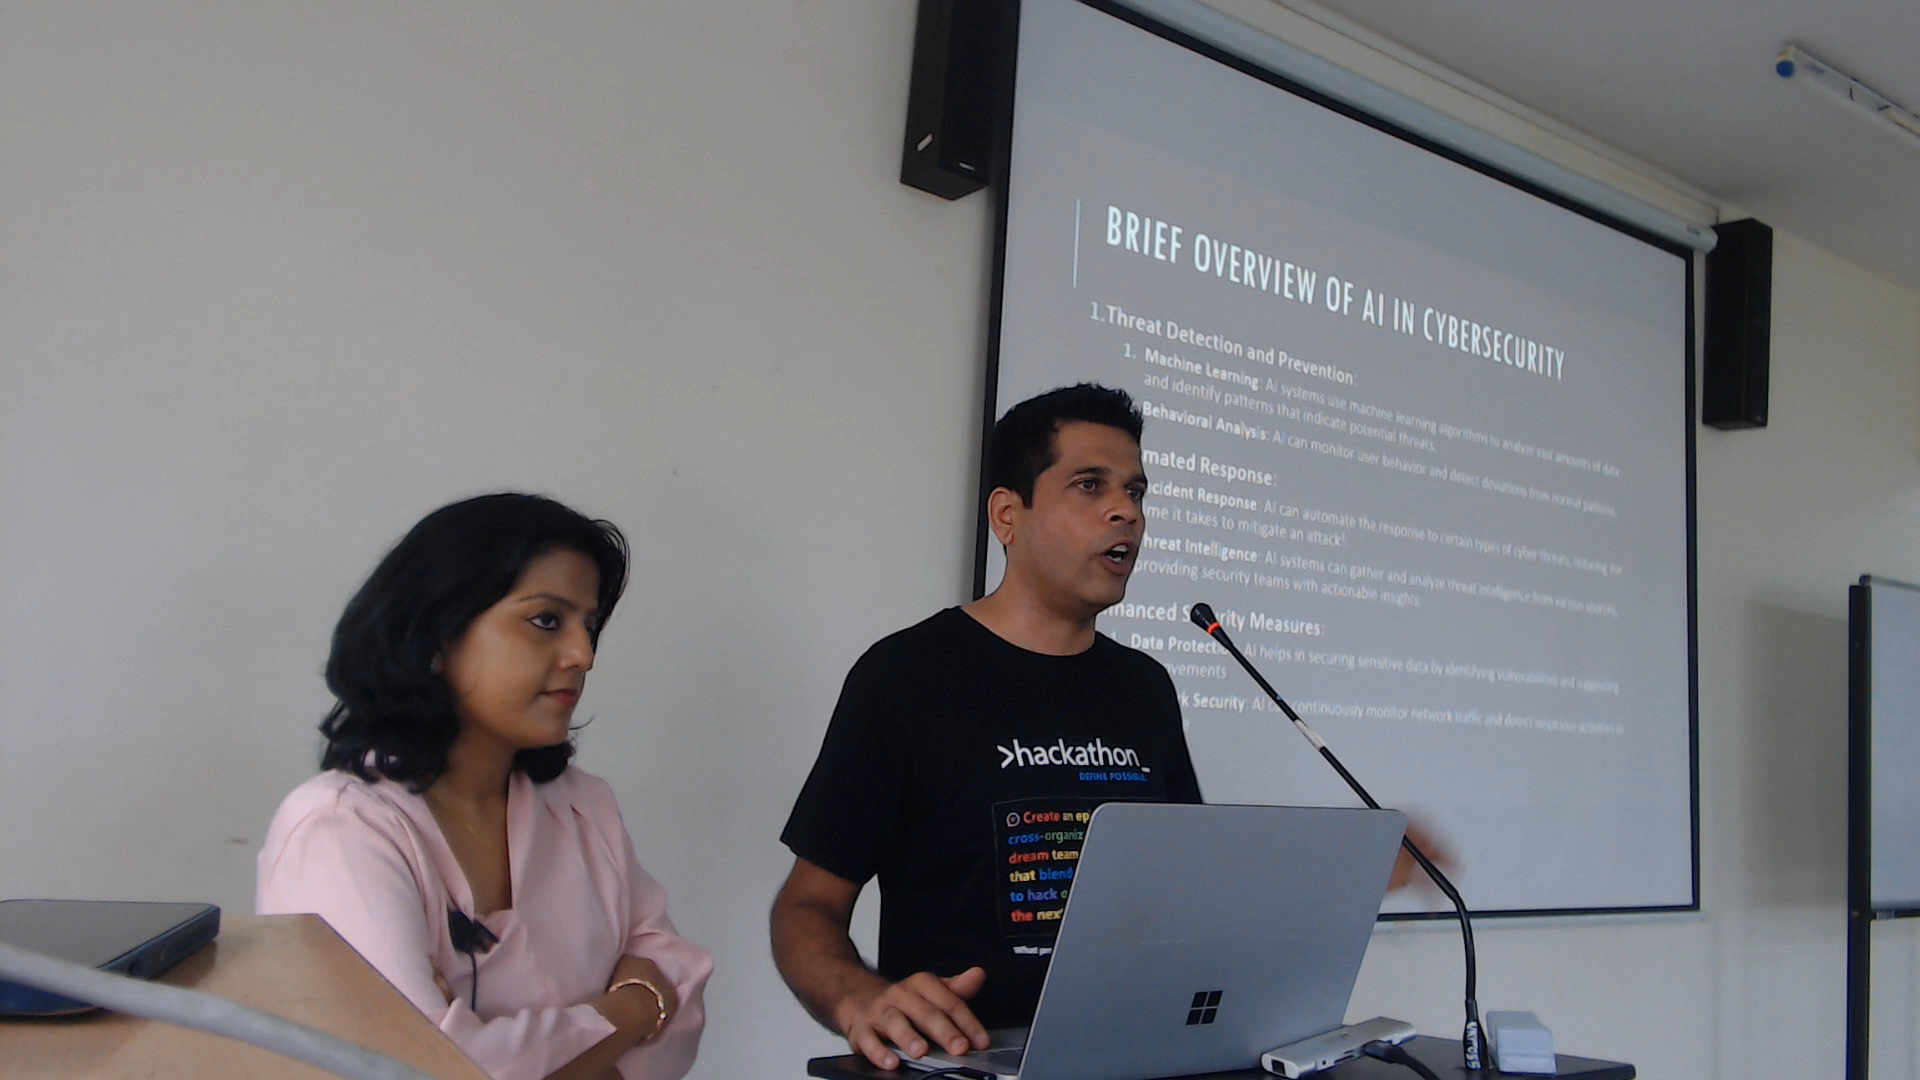 BRIEF OVERVIEW OF AI IN CYBERSECURITY
1.Threat Detection and Prevention:
1. Machine Learning: AI systems use machine learning algorithms to analyze vast amounts of data
and identify patterns that indicate potential threats.
Behavioral Analysis: AI can monitor user behavior and detect deviations from normal patterns,
mated Response:
cident Response: AI can automate the response to certain types of cyber threats, reducing the
me it takes to mitigate an attack
hreat Intelligence: AI systems can gather and analyze threat intelligence from various sources,
providing security teams with actionable insights.
hanced Security Measures:
1. Data Protection: AI helps in securing sensitive data by identifying vulnerabilities and suggesting
vements
k Security: AI can continuously monitor network traffic and detect suspicious activities in
>hackathon_
DEFINE POSSIBLE.
Create an ep
cross-organiz
dream team
that blend
to hack
the nex
What